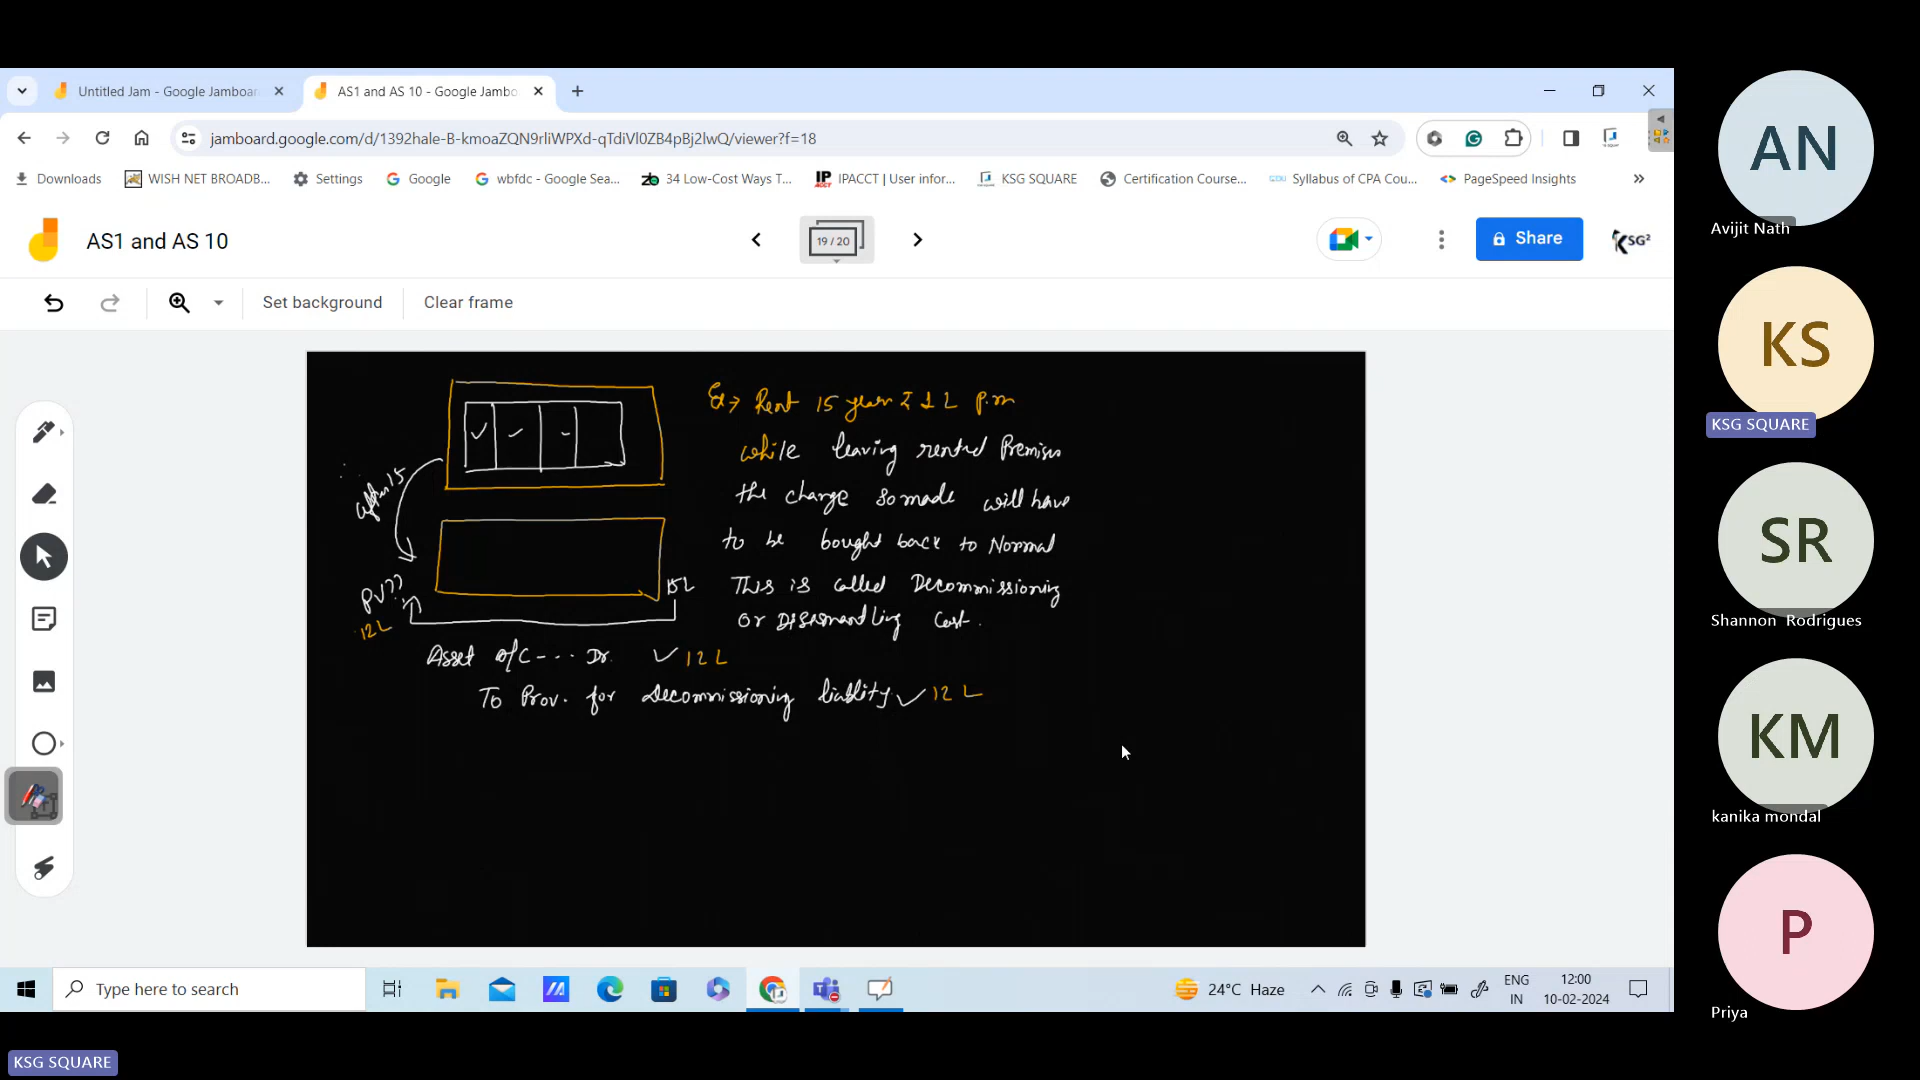 Untitled Jam - Google Jamboar
AS1 and AS 10 - Google Jambo
jamboard.google.com/d/1392hale-B-kmoaZQN9rliWPXd-qTdiVl0ZB4pBj2lwQ/viewer?f=18
Downloads
WISH NET BROADB...
Settings
Google
wbfdc - Google Sea...
34 Low-Cost Ways T...
IPACCT | User infor...
KSG SQUARE
Certification Course...
Syllabus of CPA Cou...
PageSpeed Insights
AS1 and AS 10
19 / 20
Share
KSG²
Set background
Clear frame
Ex→ Rent 15 years ₹ 1 L p.m
while leaving rented Premises
the charge so made will have
to be bought back to Normal
This is called Decommissioning
or Dismandling Cost.
after 15
PV??
12L
15L
Asset a/c --- Dr. ✓ 12 L
To Prov. for Decommissioning liability ✓ 12 L
Type here to search
24°C Haze
ENG
IN
12:00
10-02-2024
AN
Avijit Nath
KS
KSG SQUARE
SR
Shannon Rodrigues
KM
kanika mondal
P
Priya
KSG SQUARE